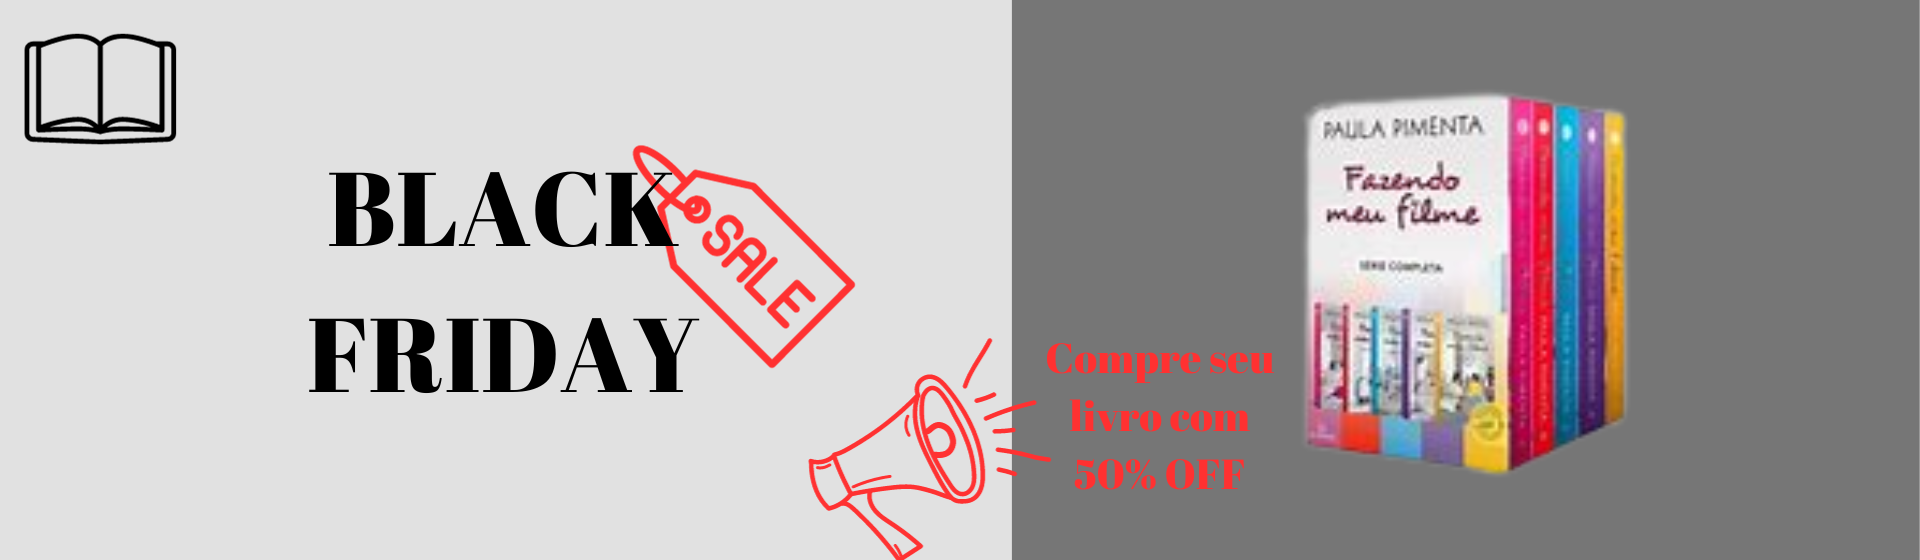 BLACK
FRIDAY
SALE
Compre seu
livro com
50% OFF
PAULA PIMENTA
Fazendo
meu filme
SÉRIE COMPLETA